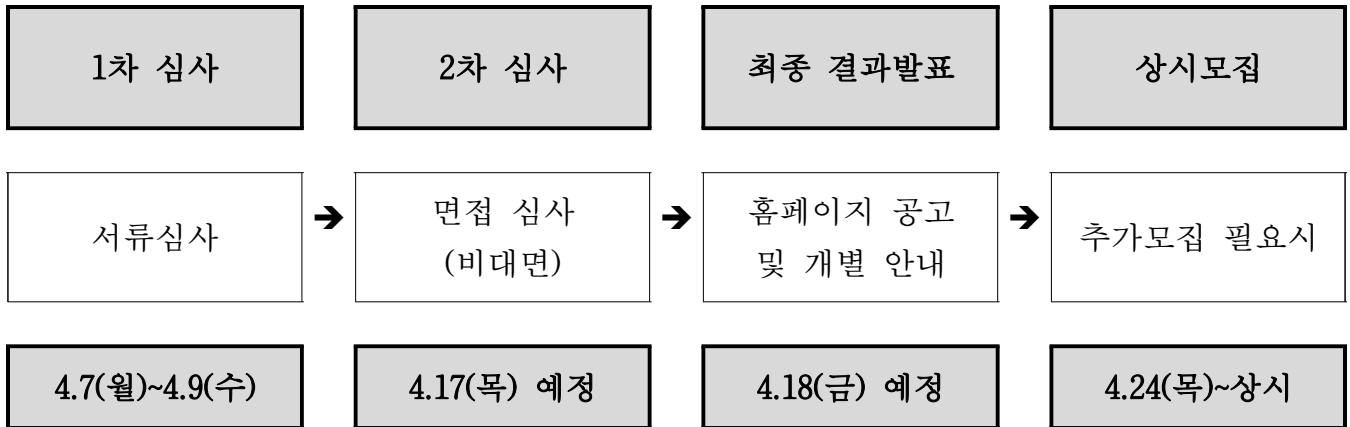 1차 심사
2차 심사
최종 결과발표
상시모집
서류심사
➔
면접 심사
(비대면)
➔
홈페이지 공고
및 개별 안내
➔
추가모집 필요시
4.7(월)~4.9(수)
4.17(목) 예정
4.18(금) 예정
4.24(목)~상시